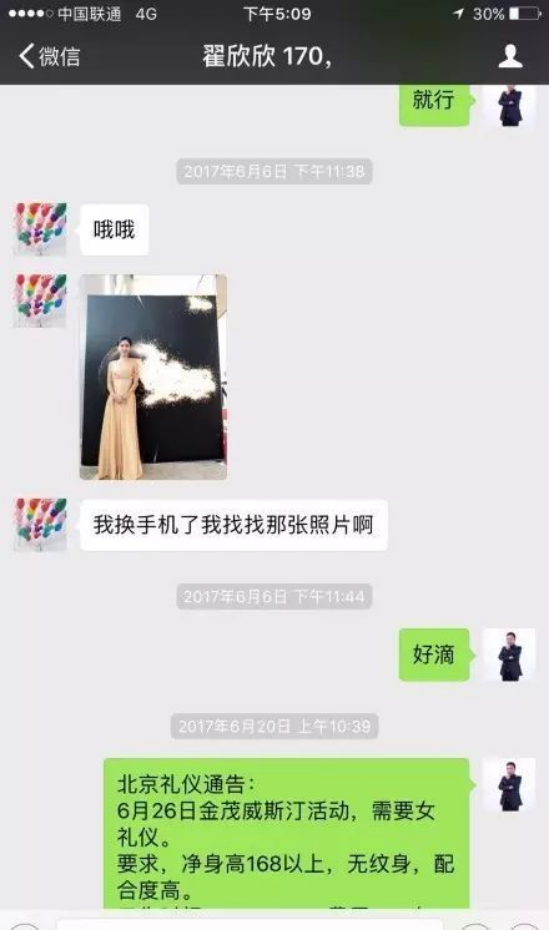 中国联通 4G 下午5:09 30%
微信 翟欣欣 170,
就行
2017年6月6日 下午11:38
哦哦
我换手机了我找找那张照片啊
2017年6月6日 下午11:44
好滴
2017年6月20日 上午10:39
北京礼仪通告：
6月26日金茂威斯汀活动，需要女
礼仪。
要求，净身高168以上，无纹身，配
合度高。